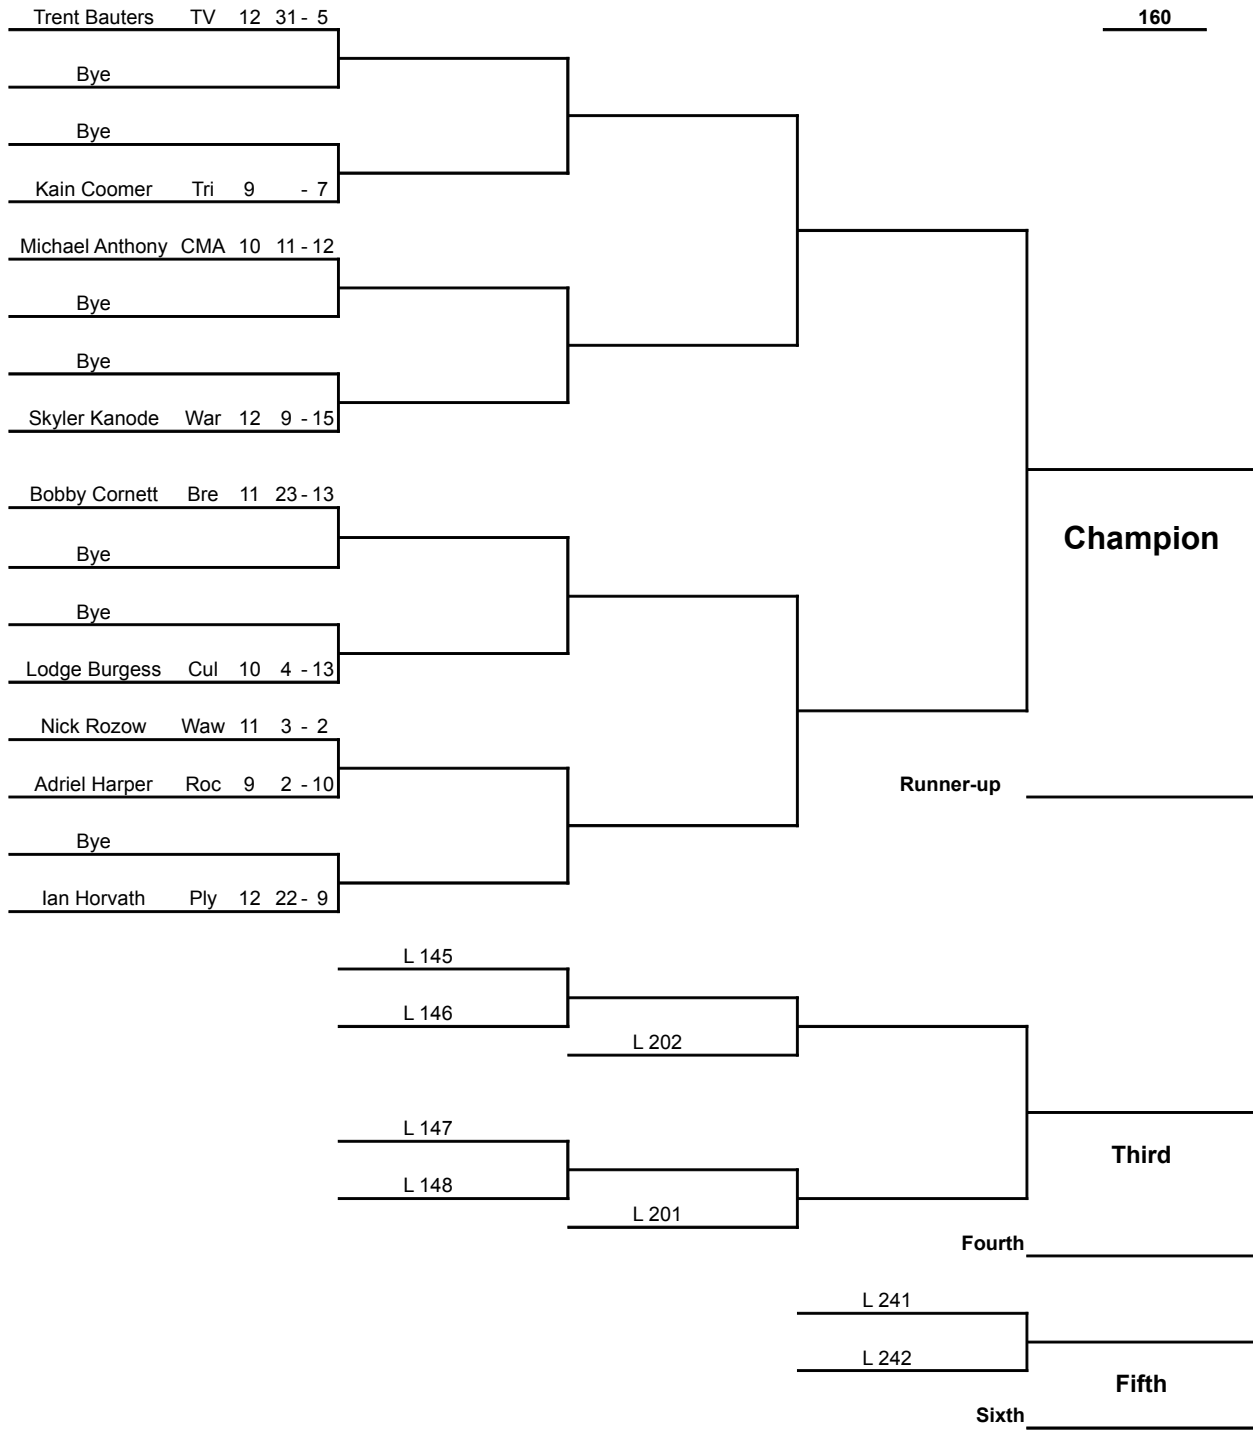 Trent Bauters TV 12 31 - 5
160
Bye
Bye
Kain Coomer Tri 9 - 7
Michael Anthony CMA 10 11 - 12
Bye
Bye
Skyler Kanode War 12 9 - 15
Bobby Cornett Bre 11 23 - 13
Champion
Bye
Bye
Lodge Burgess Cul 10 4 - 13
Nick Rozow Waw 11 3 - 2
Adriel Harper Roc 9 2 - 10
Runner-up
Bye
Ian Horvath Ply 12 22 - 9
L 145
L 146
L 202
L 147
Third
L 148
L 201
Fourth
L 241
L 242
Fifth
Sixth